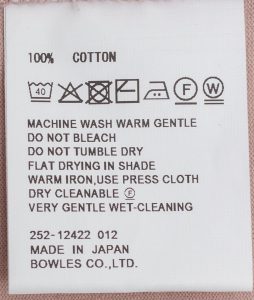 100% COTTON
40 F W
MACHINE WASH WARM GENTLE
DO NOT BLEACH
DO NOT TUMBLE DRY
FLAT DRYING IN SHADE
WARM IRON,USE PRESS CLOTH
DRY CLEANABLE Ⓕ
VERY GENTLE WET-CLEANING
252-12422 012
MADE IN JAPAN
BOWLES CO.,LTD.